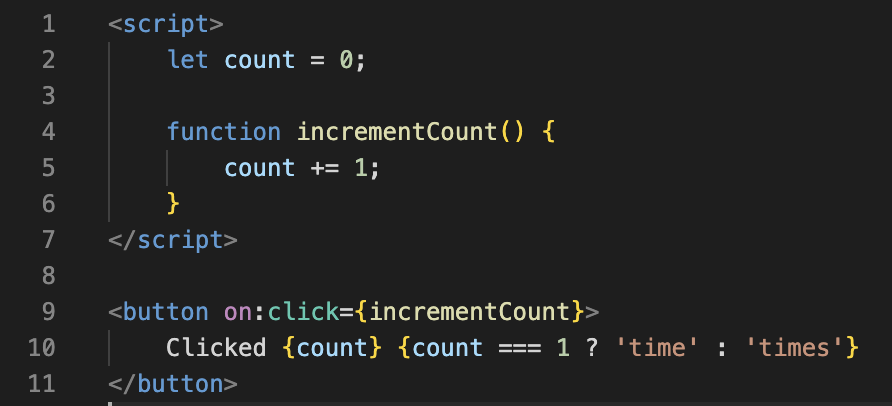 1 <script>
2     let count = 0;
3
4     function incrementCount() {
5         count += 1;
6     }
7 </script>
8
9 <button on:click={incrementCount}>
10     Clicked {count} {count === 1 ? 'time' : 'times'}
11 </button>